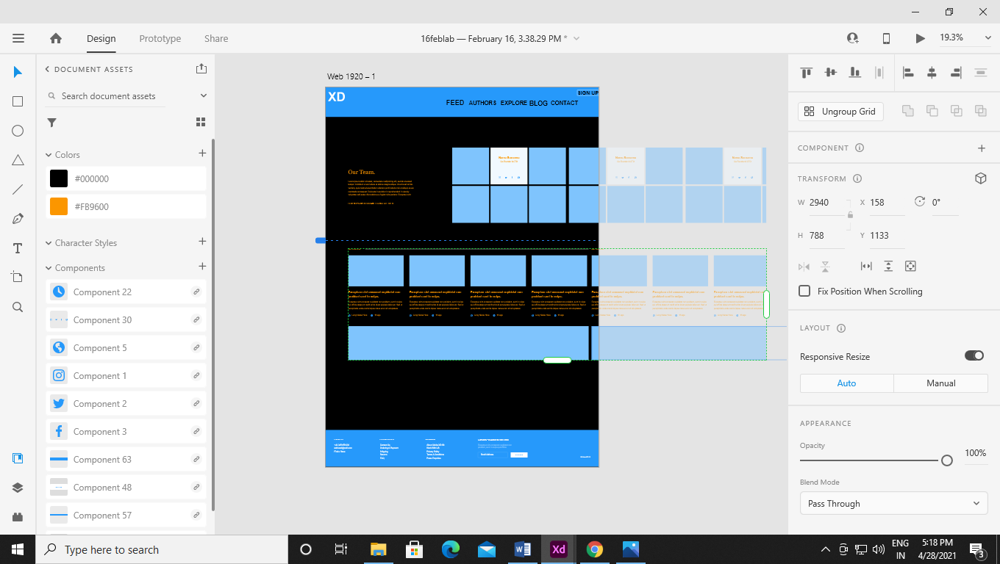 Design
Prototype
Share
16feblab — February 16, 3.38.29 PM *
19.3%
DOCUMENT ASSETS
Search document assets
Colors
#000000
#FB9600
Character Styles
Components
Component 22
Component 30
Component 5
Component 1
Component 2
Component 3
Component 63
Component 48
Component 57
Web 1920 – 1
XD
SIGN UP
FEED AUTHORS EXPLORE BLOG CONTACT
Our Team.
Ungroup Grid
COMPONENT
TRANSFORM
W 2940 X 158 0°
H 788 Y 1133
Fix Position When Scrolling
LAYOUT
Responsive Resize
Auto
Manual
APPEARANCE
Opacity
100%
Blend Mode
Pass Through
Type here to search
W
Xd
ENG
IN
5:18 PM
4/28/2021
3